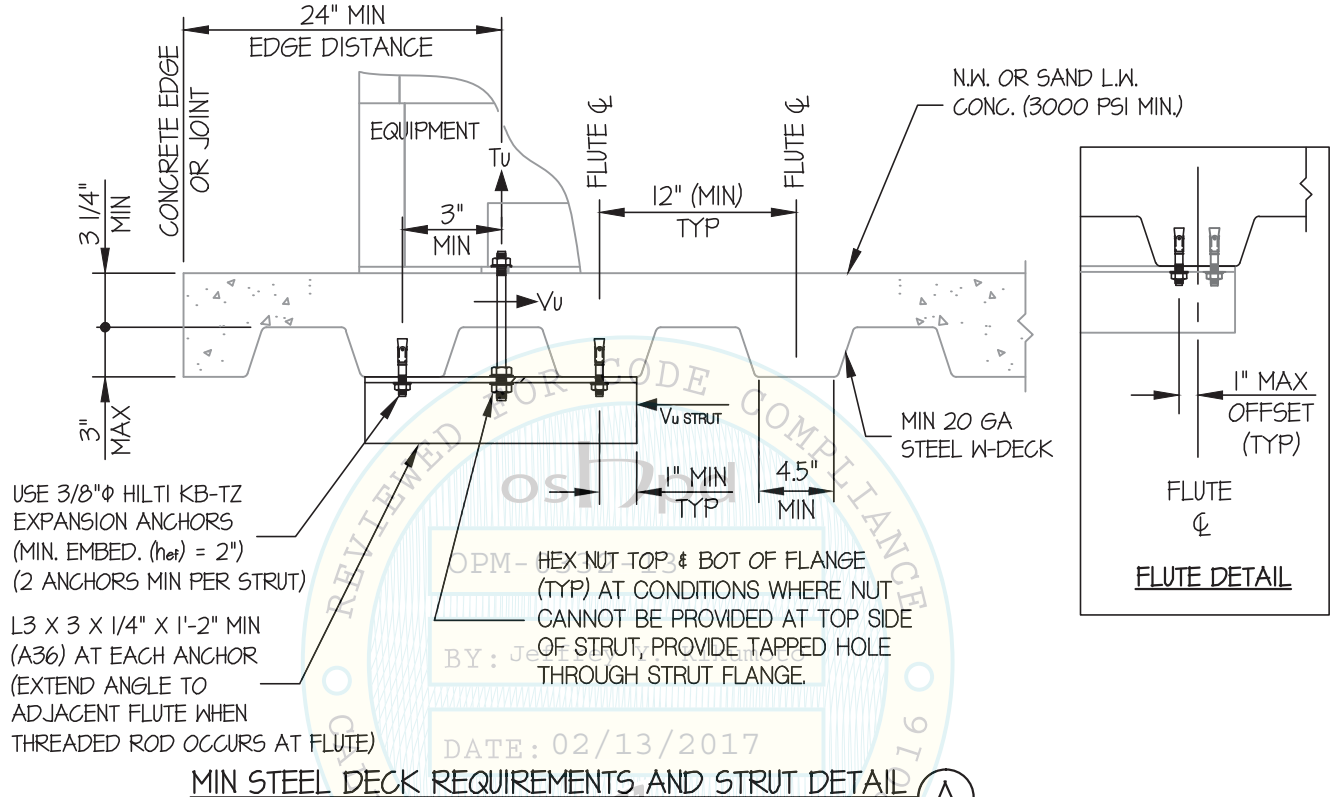 24" MIN
EDGE DISTANCE
CONCRETE EDGE
OR JOINT
EQUIPMENT
Tu
FLUTE ℄
FLUTE ℄
N.W. OR SAND L.W.
CONC. (3000 PSI MIN.)
12" (MIN)
TYP
3 1/4"
MIN
3"
MIN
Vu
3"
MAX
Vu STRUT
MIN 20 GA
STEEL W-DECK
1" MIN
TYP
4.5"
MIN
1" MAX
OFFSET
(TYP)
FLUTE
℄
FLUTE DETAIL
USE 3/8"Φ HILTI KB-TZ
EXPANSION ANCHORS
(MIN. EMBED. (hef) = 2")
(2 ANCHORS MIN PER STRUT)
L3 X 3 X 1/4" X 1'-2" MIN
(A36) AT EACH ANCHOR
(EXTEND ANGLE TO
ADJACENT FLUTE WHEN
THREADED ROD OCCURS AT FLUTE)
HEX NUT TOP & BOT OF FLANGE
(TYP) AT CONDITIONS WHERE NUT
CANNOT BE PROVIDED AT TOP SIDE
OF STRUT, PROVIDE TAPPED HOLE
THROUGH STRUT FLANGE.
REVIEWED FOR CODE COMPLIANCE
oshpd
BY: Jeffrey Y. Kikumoto
DATE: 02/13/2017
MIN STEEL DECK REQUIREMENTS AND STRUT DETAIL